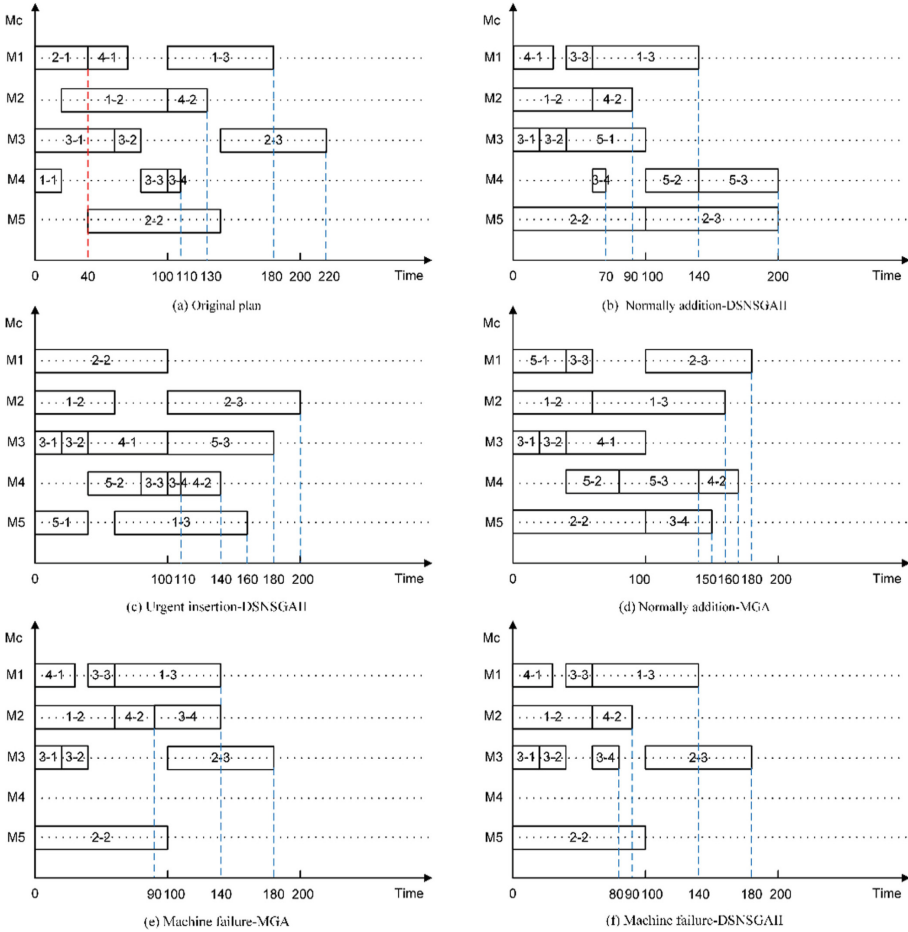 Mc
M1 2-1 4-1 1-3
M2 1-2 4-2
M3 3-1 3-2 2-3
M4 1-1 3-3 3-4
M5 2-2
0 40 100 110 130 180 200 220 Time
(a) Original plan
Mc
M1 4-1 3-3 1-3
M2 1-2 4-2
M3 3-1 3-2 5-1
M4 3-4 5-2 5-3
M5 2-2 2-3
0 70 90 100 140 200 Time
(b) Normally addition-DSNSGAII
Mc
M1 2-2
M2 1-2 2-3
M3 3-1 3-2 4-1 5-3
M4 5-2 3-3 3-4 4-2
M5 5-1 1-3
0 100 110 140 160 180 200 Time
(c) Urgent insertion-DSNSGAII
Mc
M1 5-1 3-3 2-3
M2 1-2 1-3
M3 3-1 3-2 4-1
M4 5-2 5-3 4-2
M5 2-2 3-4
0 100 150 160 180 200 Time
(d) Normally addition-MGA
Mc
M1 4-1 3-3 1-3
M2 1-2 4-2 3-4
M3 3-1 3-2 2-3
M4
M5 2-2
0 90 100 140 180 200 Time
(e) Machine failure-MGA
Mc
M1 4-1 3-3 1-3
M2 1-2 4-2
M3 3-1 3-2 3-4 2-3
M4
M5 2-2
0 80 90 100 140 180 200 Time
(f) Machine failure-DSNSGAII